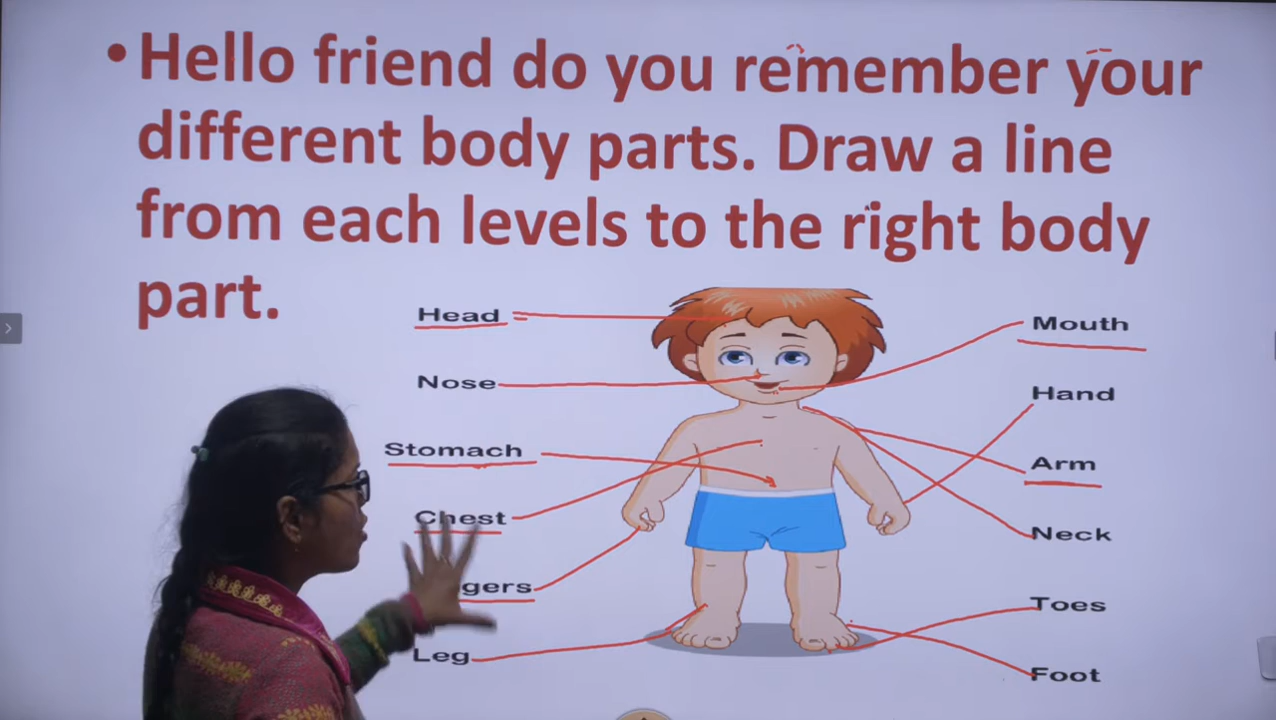 • Hello friend do you remember your
different body parts. Draw a line
from each levels to the right body
part.
Head
Mouth
Nose
Hand
Stomach
Arm
Chest
Neck
gers
Toes
Leg
Foot